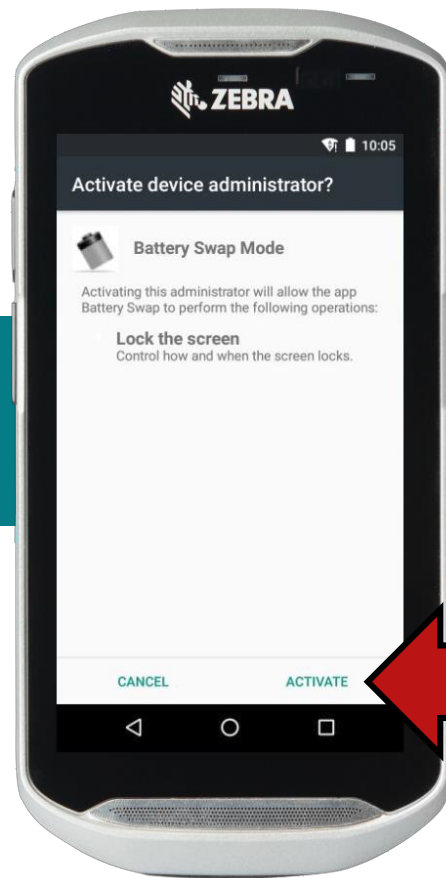 ZEBRA
10:05
Activate device administrator?
Battery Swap Mode
Activating this administrator will allow the app
Battery Swap to perform the following operations:
Lock the screen
Control how and when the screen locks.
CANCEL ACTIVATE